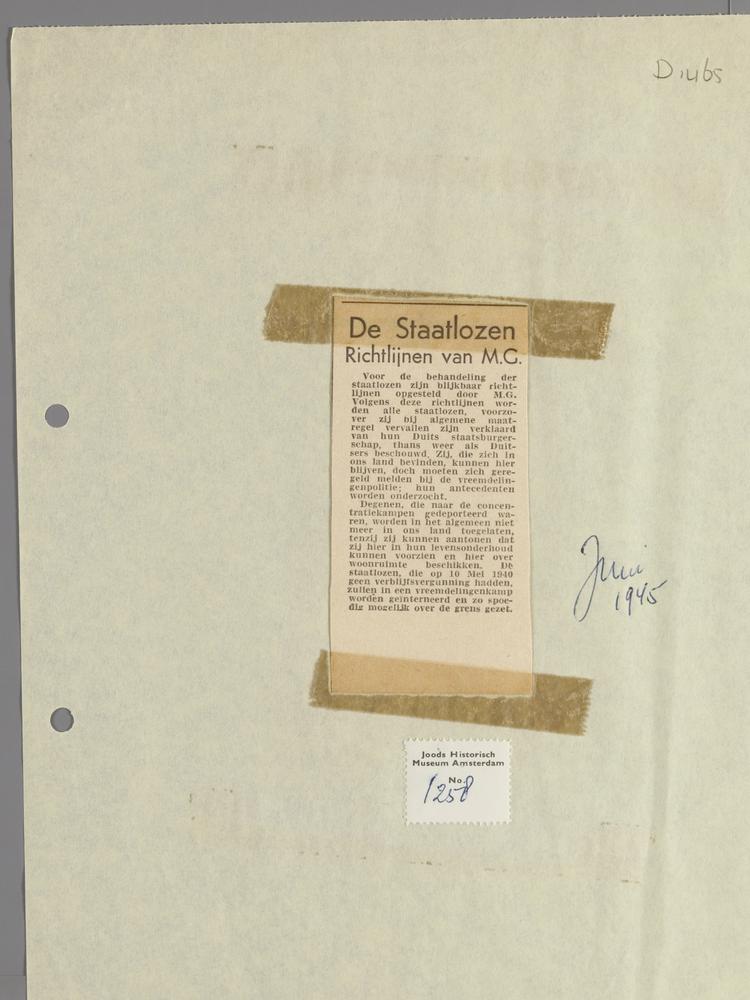 D.1465
De Staatlozen
Richtlijnen van M.G.
Voor de behandeling der
staatlozen zijn blijkbaar richt-
lijnen opgesteld door M.G.
Volgens deze richtlijnen wor-
den alle staatlozen, voorzo-
ver zij bij algemene maat-
regel vervallen zijn verklaard
van hun Duits staatsburger-
schap, thans weer als Duit-
sers beschouwd. Zij, die zich in
ons land bevinden, kunnen hier
blijven, doch moeten zich gere-
geld melden bij de vreemdelin-
genpolitie; hun antecedenten
worden onderzocht.
Degenen, die naar de concen-
tratiekampen gedeporteerd wa-
ren, worden in het algemeen niet
meer in ons land toegelaten,
tenzij zij kunnen aantonen dat
zij hier in hun levensonderhoud
kunnen voorzien en hier over
woonruimte beschikken. De
staatlozen, die op 10 Mei 1940
geen verblijfsvergunning hadden,
zullen in een vreemdelingenkamp
worden geïnterneerd en zo spoe-
dig mogelijk over de grens gezet.
Juni
1945
Joods Historisch
Museum Amsterdam
No.
1258